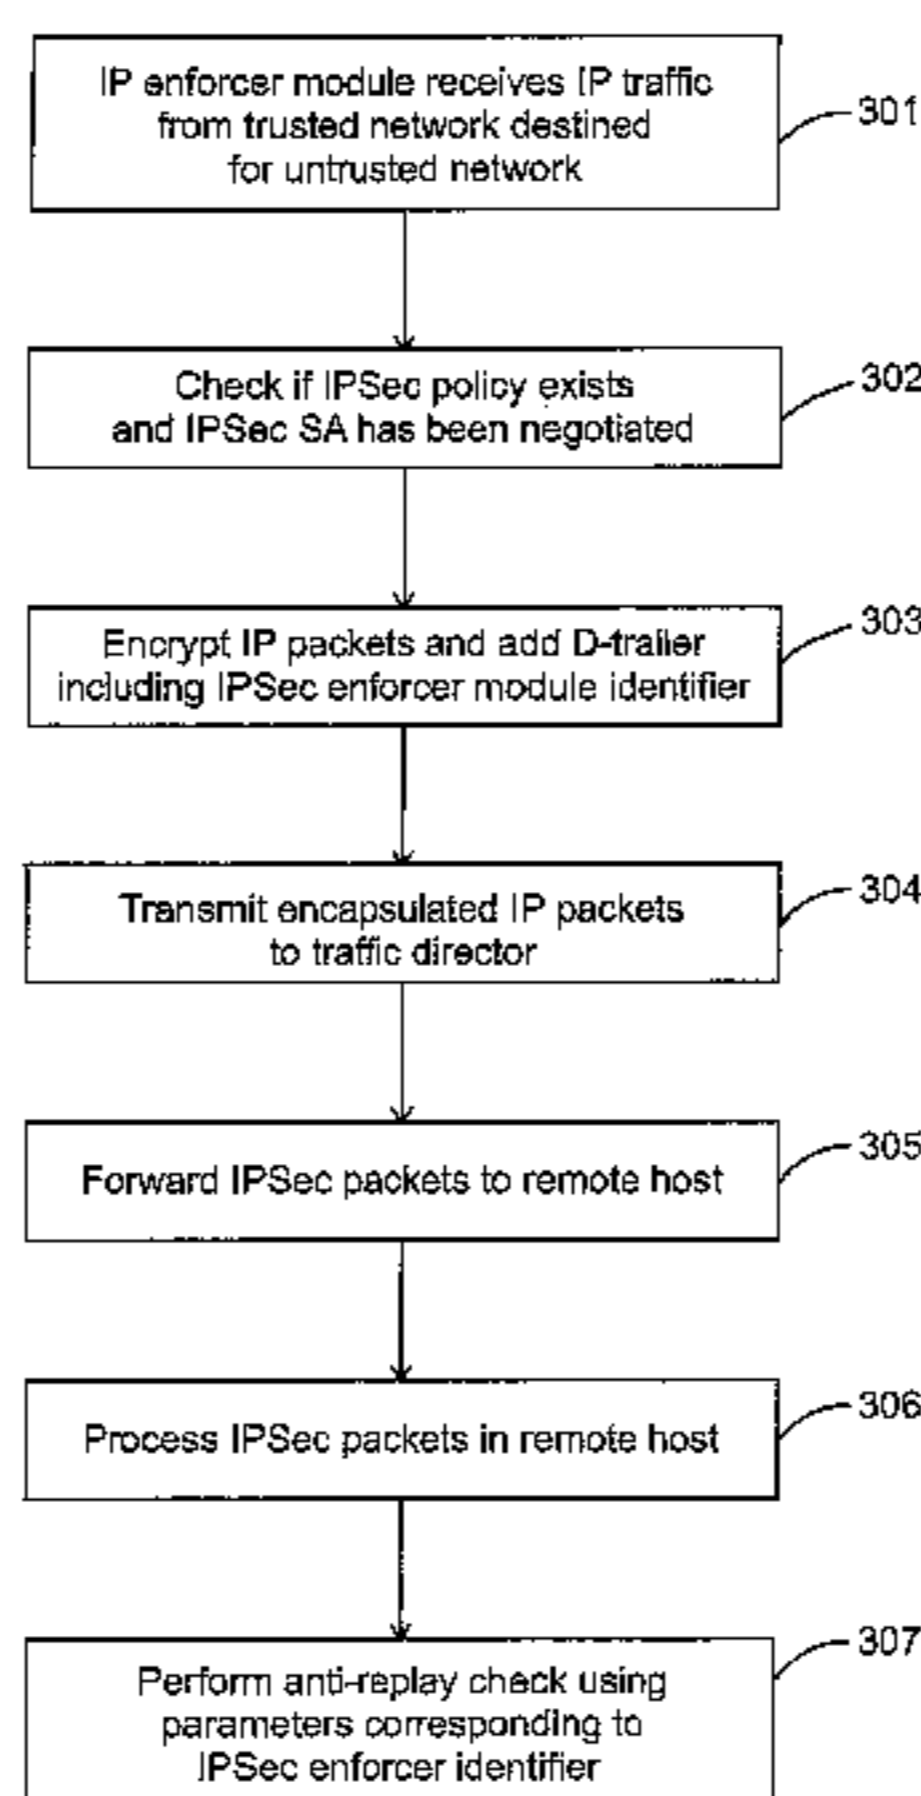 IP enforcer module receives IP traffic
from trusted network destined
for untrusted network
301
Check if IPSec policy exists
and IPSec SA has been negotiated
302
Encrypt IP packets and add D-trailer
including IPSec enforcer module identifier
303
Transmit encapsulated IP packets
to traffic director
304
Forward IPSec packets to remote host
305
Process IPSec packets in remote host
306
Perform anti-replay check using
parameters corresponding to
IPSec enforcer identifier
307